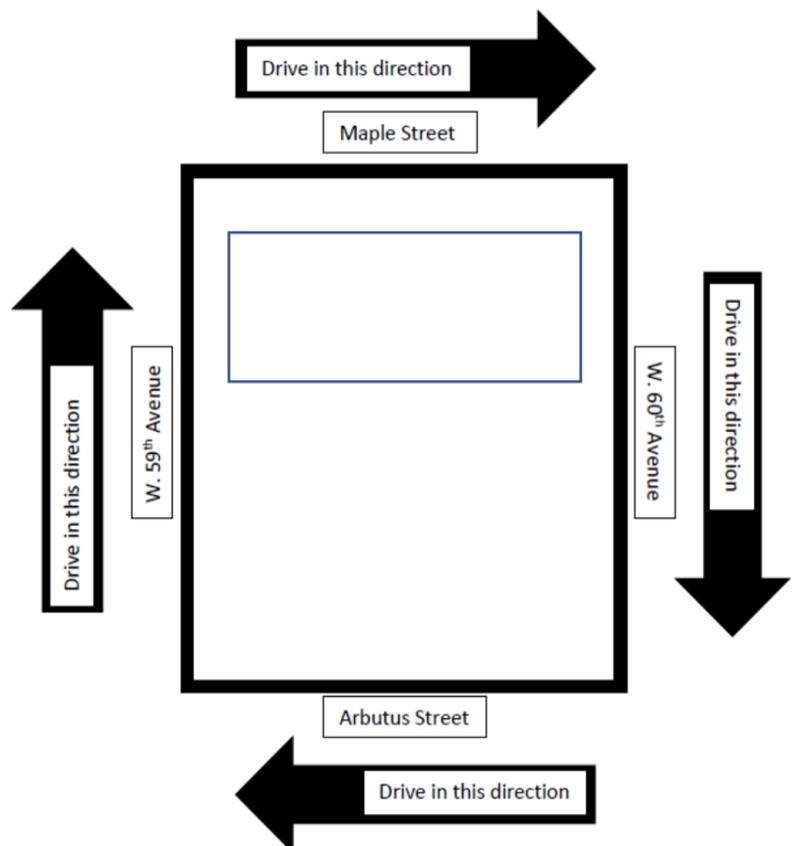 Drive in this direction
Maple Street
Drive in this direction
W. 59th Avenue
W. 60th Avenue
Drive in this direction
Arbutus Street
Drive in this direction